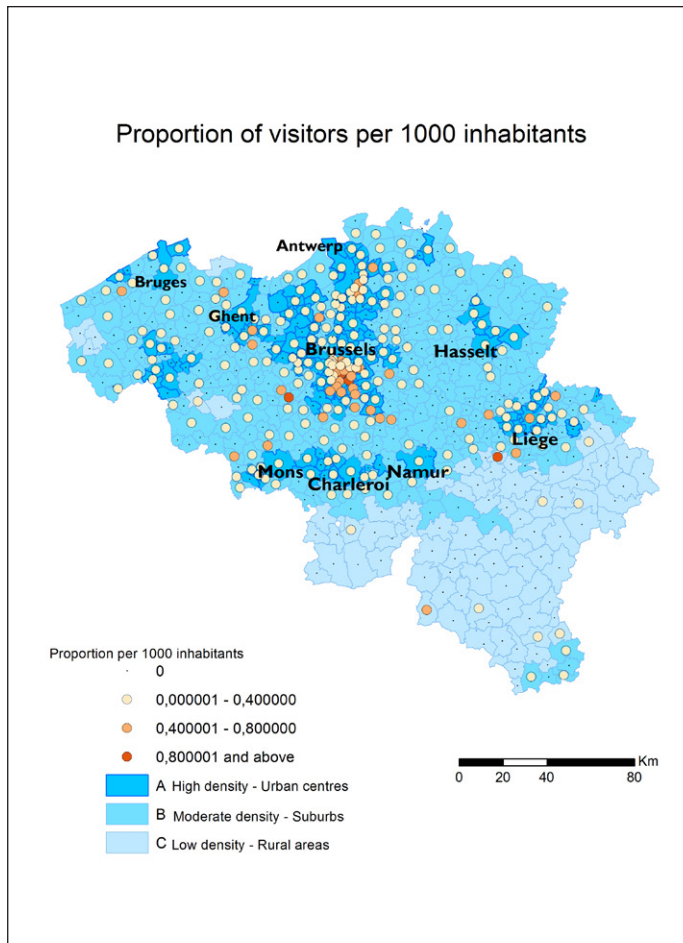 Proportion of visitors per 1000 inhabitants
Antwerp
Bruges
Ghent
Brussels
Hasselt
Liège
Mons
Namur
Charleroi
Proportion per 1000 inhabitants
0
0,000001 - 0,400000
0,400001 - 0,800000
0,800001 and above
A High density - Urban centres
B Moderate density - Suburbs
C Low density - Rural areas
Km
0 20 40 80